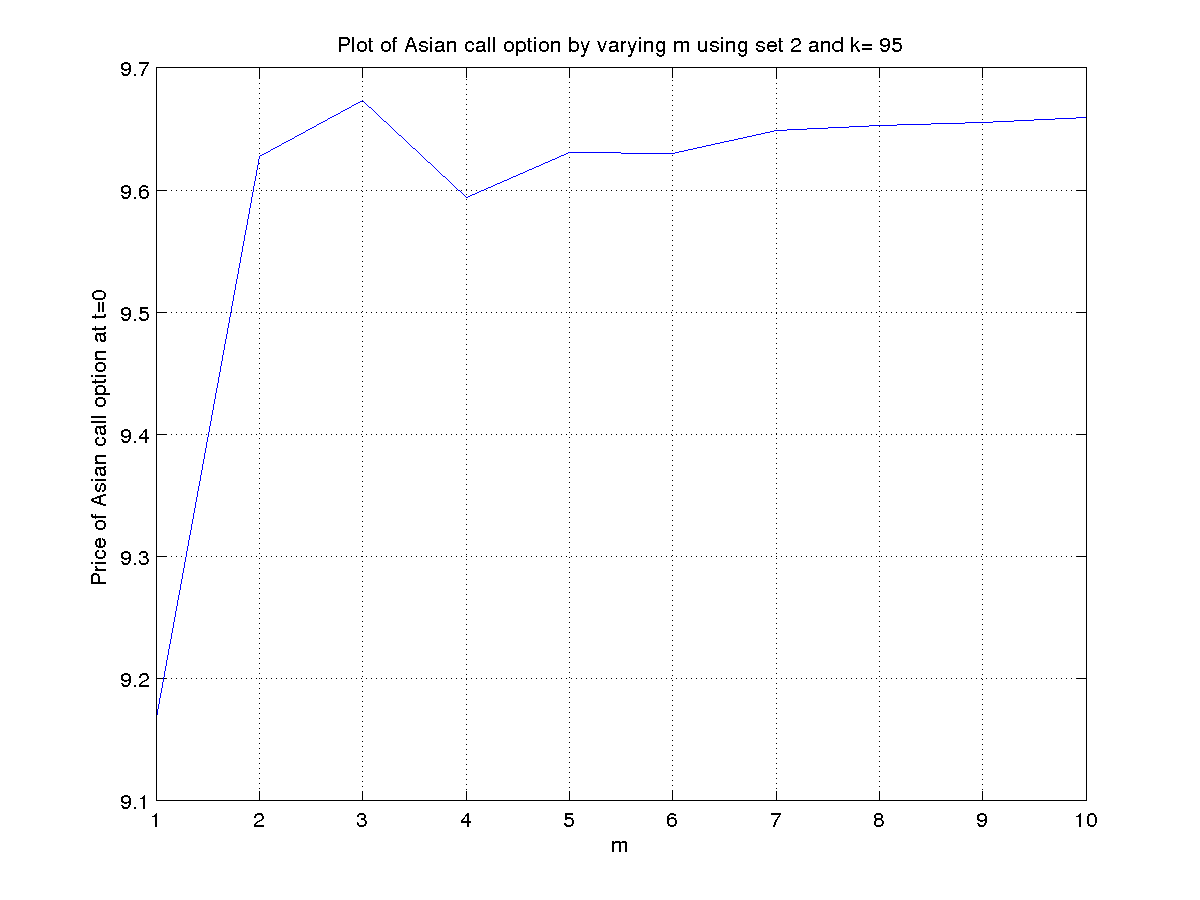 Plot of Asian call option by varying m using set 2 and k= 95
9.7
9.6
9.5
9.4
9.3
9.2
9.1
Price of Asian call option at t=0
1 2 3 4 5 6 7 8 9 10
m